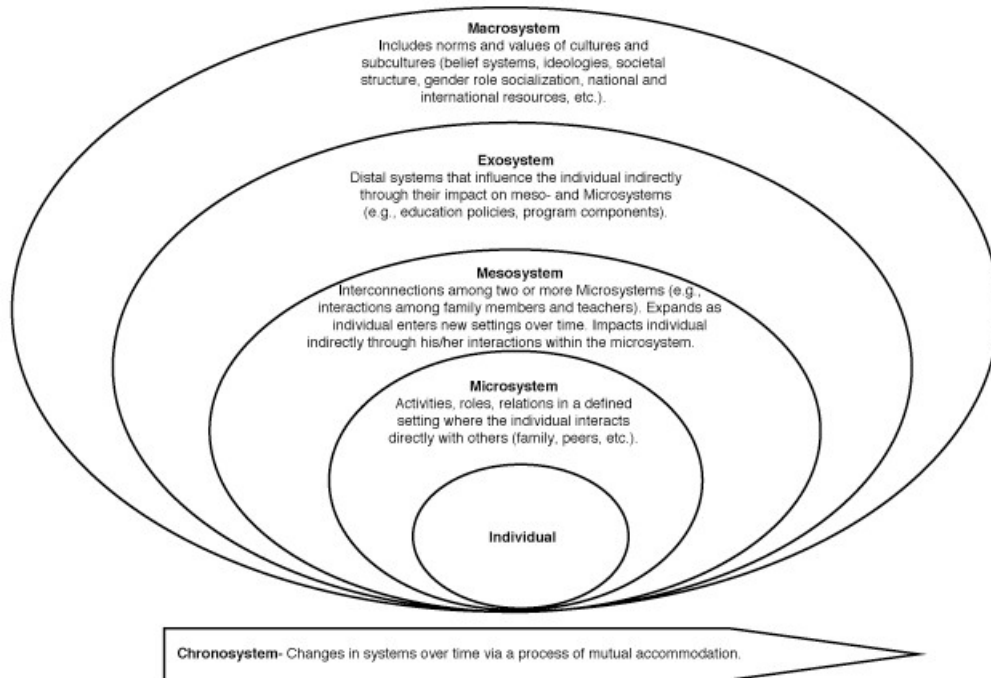 Macrosystem
Includes norms and values of cultures and
subcultures (belief systems, ideologies, societal
structure, gender role socialization, national and
international resources, etc.).
Exosystem
Distal systems that influence the individual indirectly
through their impact on meso- and Microsystems
(e.g., education policies, program components).
Mesosystem
Interconnections among two or more Microsystems (e.g.,
interactions among family members and teachers). Expands as
individual enters new settings over time. Impacts individual
indirectly through his/her interactions within the microsystem.
Microsystem
Activities, roles, relations in a defined
setting where the individual interacts
directly with others (family, peers, etc.).
Individual
Chronosystem- Changes in systems over time via a process of mutual accommodation.